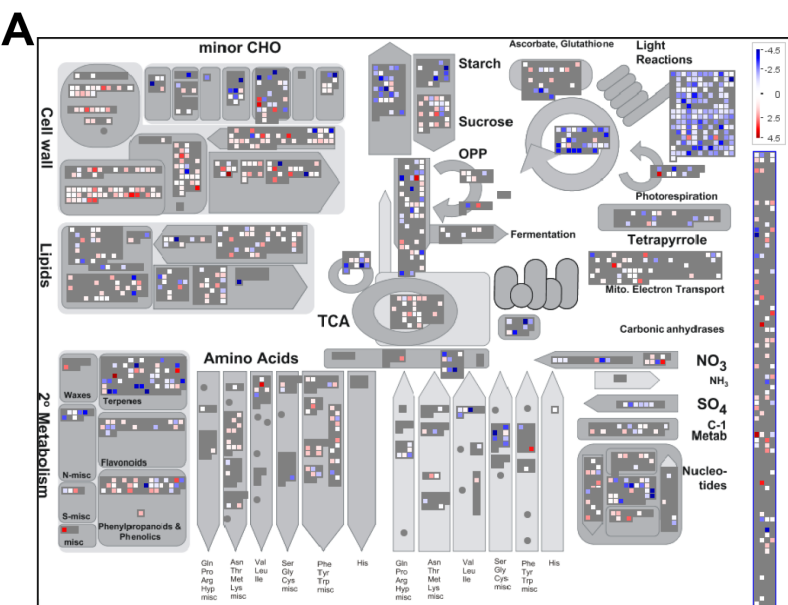 A
minor CHO
Starch
Sucrose
OPP
Fermentation
Ascorbate, Glutathione
Light
Reactions
-4.5
-2.5
0
2.5
4.5
Cell wall
Lipids
Photorespiration
Tetrapyrrole
Mito. Electron Transport
TCA
Carbonic anhydrases
Amino Acids
NO3
NH3
SO4
C-1
Metab
Nucleo-
tides
2º Metabolism
Waxes
Terpenes
N-misc
Flavonoids
S-misc
Phenylpropanoids &
Phenolics
misc
Gln
Pro
Arg
Hyp
misc
Asn
Thr
Met
Lys
misc
Val
Leu
Ile
Ser
Gly
Cys
misc
Phe
Tyr
Trp
misc
His
Gln
Pro
Arg
Hyp
misc
Asn
Thr
Met
Lys
misc
Val
Leu
Ile
Ser
Gly
Cys
misc
Phe
Tyr
Trp
misc
His